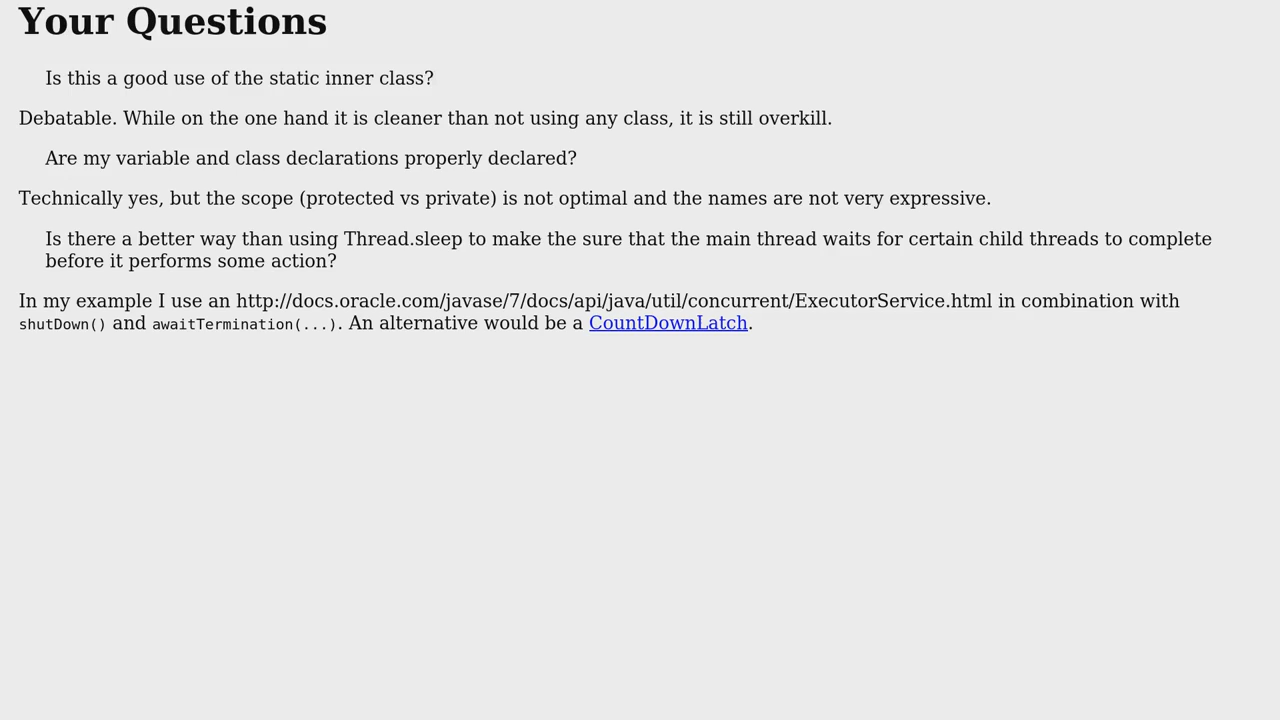 Your Questions
Is this a good use of the static inner class?
Debatable. While on the one hand it is cleaner than not using any class, it is still overkill.
Are my variable and class declarations properly declared?
Technically yes, but the scope (protected vs private) is not optimal and the names are not very expressive.
Is there a better way than using Thread.sleep to make the sure that the main thread waits for certain child threads to complete
before it performs some action?
In my example I use an http://docs.oracle.com/javase/7/docs/api/java/util/concurrent/ExecutorService.html in combination with
shutDown() and awaitTermination(...). An alternative would be a CountDownLatch.